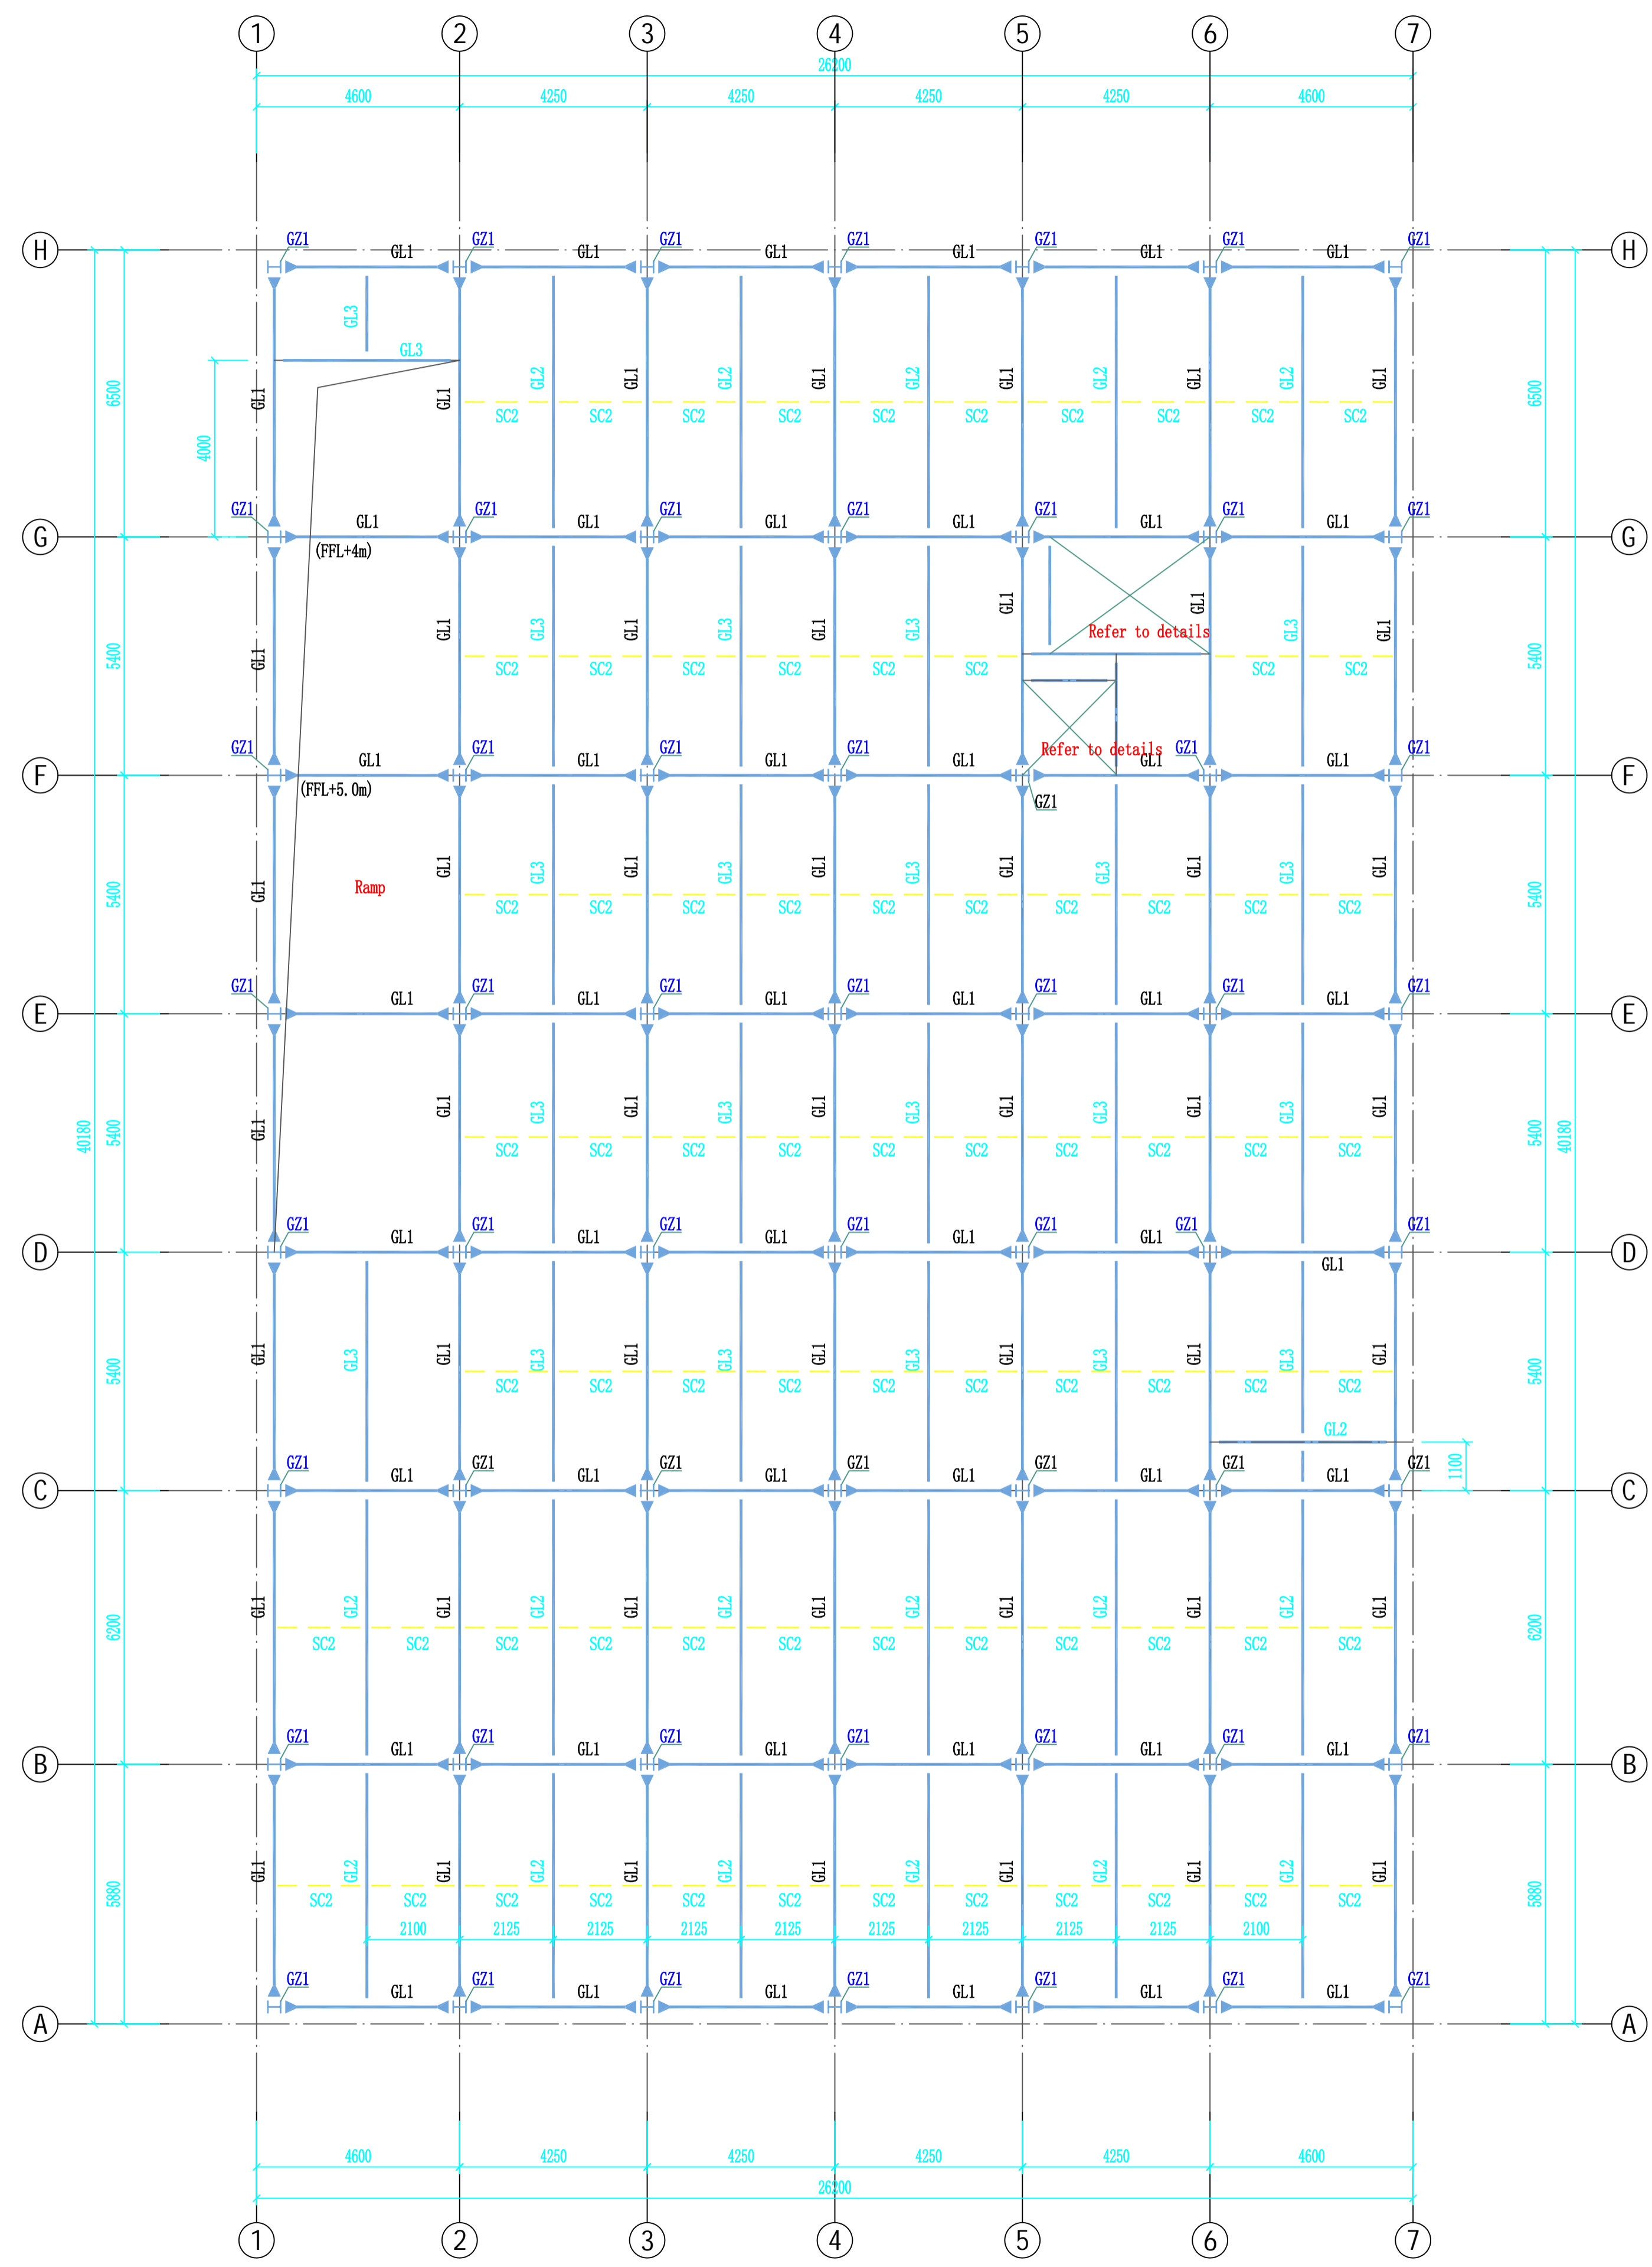 1 2 3 4 5 6 7
26200
4600 4250 4250 4250 4250 4600
H GZ1 GZ1 GZ1 GZ1 GZ1 GZ1 GZ1 H
GL1 GL1 GL1 GL1 GL1 GL1
GL3
GL3
GL2 GL2 GL2 GL2 GL2
6500 GL1 GL1 GL1 GL1 GL1 GL1 GL1 6500
SC2 SC2 SC2 SC2 SC2 SC2 SC2 SC2 SC2 SC2
4000
GZ1 GZ1 GZ1 GZ1 GZ1 GZ1 GZ1
G GL1 GL1 GL1 GL1 GL1 GL1 G
(FFL+4m)
GL1 GL1
Refer to details
5400 GL1 GL1 GL3 GL1 GL3 GL1 GL3 GL3 GL1 5400
SC2 SC2 SC2 SC2 SC2 SC2 SC2 SC2
Refer to details
GZ1 GZ1 GZ1 GZ1 GZ1 GZ1
F GL1 GL1 GL1 GL1 GL1 GL1 F
(FFL+5.0m)
GZ1
GL1 GL3 GL1 GL3 GL1 GL3 GL1 GL3 GL1 GL3 GL1
5400 GL1 Ramp 5400
SC2 SC2 SC2 SC2 SC2 SC2 SC2 SC2 SC2 SC2
GZ1 GZ1 GZ1 GZ1 GZ1 GZ1 GZ1
E GL1 GL1 GL1 GL1 GL1 GL1 E
40180 5400 GL1 GL1 GL3 GL1 GL3 GL1 GL3 GL1 GL3 GL1 GL3 GL1 5400 40180
SC2 SC2 SC2 SC2 SC2 SC2 SC2 SC2 SC2 SC2
GZ1 GZ1 GZ1 GZ1 GZ1 GZ1 GZ1
D GL1 GL1 GL1 GL1 GL1 D
GL1
5400 GL1 GL3 GL1 GL3 GL1 GL3 GL1 GL3 GL1 GL3 GL1 GL3 GL1 5400
SC2 SC2 SC2 SC2 SC2 SC2 SC2 SC2 SC2 SC2
GL2
1100
GZ1 GZ1 GZ1 GZ1 GZ1 GZ1 GZ1
C GL1 GL1 GL1 GL1 GL1 GL1 C
6200 GL1 GL2 GL1 GL2 GL1 GL2 GL1 GL2 GL1 GL2 GL1 GL2 GL1 6200
SC2 SC2 SC2 SC2 SC2 SC2 SC2 SC2 SC2 SC2 SC2 SC2
GZ1 GZ1 GZ1 GZ1 GZ1 GZ1 GZ1
B GL1 GL1 GL1 GL1 GL1 GL1 B
5880 GL1 GL2 GL1 GL2 GL1 GL2 GL1 GL2 GL1 GL2 GL1 GL2 GL1 5880
SC2 SC2 SC2 SC2 SC2 SC2 SC2 SC2 SC2 SC2 SC2 SC2
2100 2125 2125 2125 2125 2125 2125 2125 2125 2100
GZ1 GZ1 GZ1 GZ1 GZ1 GZ1 GZ1
GL1 GL1 GL1 GL1 GL1 GL1
A A
4600 4250 4250 4250 4250 4600
26200
1 2 3 4 5 6 7